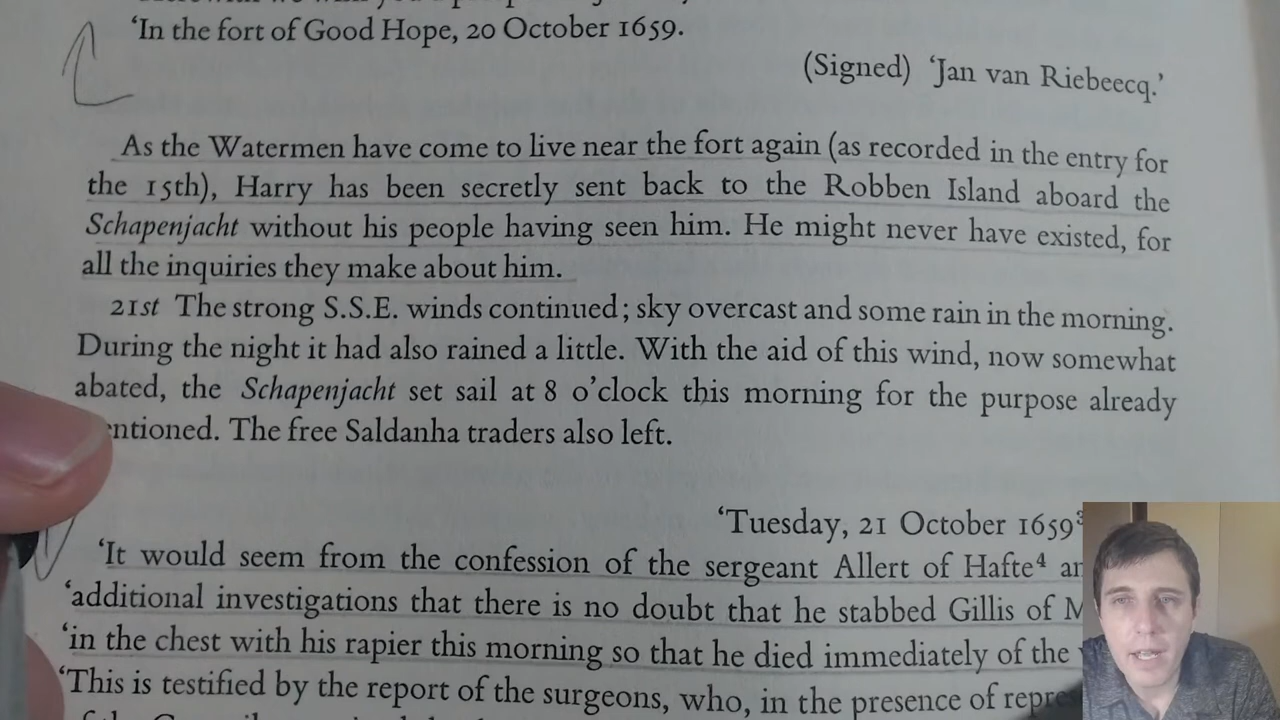 'In the fort of Good Hope, 20 October 1659.
(Signed) 'Jan van Riebeecq.'
As the Watermen have come to live near the fort again (as recorded in the entry for
the 15th), Harry has been secretly sent back to the Robben Island aboard the
Schapenjacht without his people having seen him. He might never have existed, for
all the inquiries they make about him.
21st The strong S.S.E. winds continued; sky overcast and some rain in the morning.
During the night it had also rained a little. With the aid of this wind, now somewhat
abated, the Schapenjacht set sail at 8 o'clock this morning for the purpose already
ntioned. The free Saldanha traders also left.
'Tuesday, 21 October 1659³
'It would seem from the confession of the sergeant Allert of Hafte⁴
'additional investigations that there is no doubt that he stabbed Gillis of
'in the chest with his rapier this morning so that he died immediately of the
'This is testified by the report of the surgeons, who, in the presence of